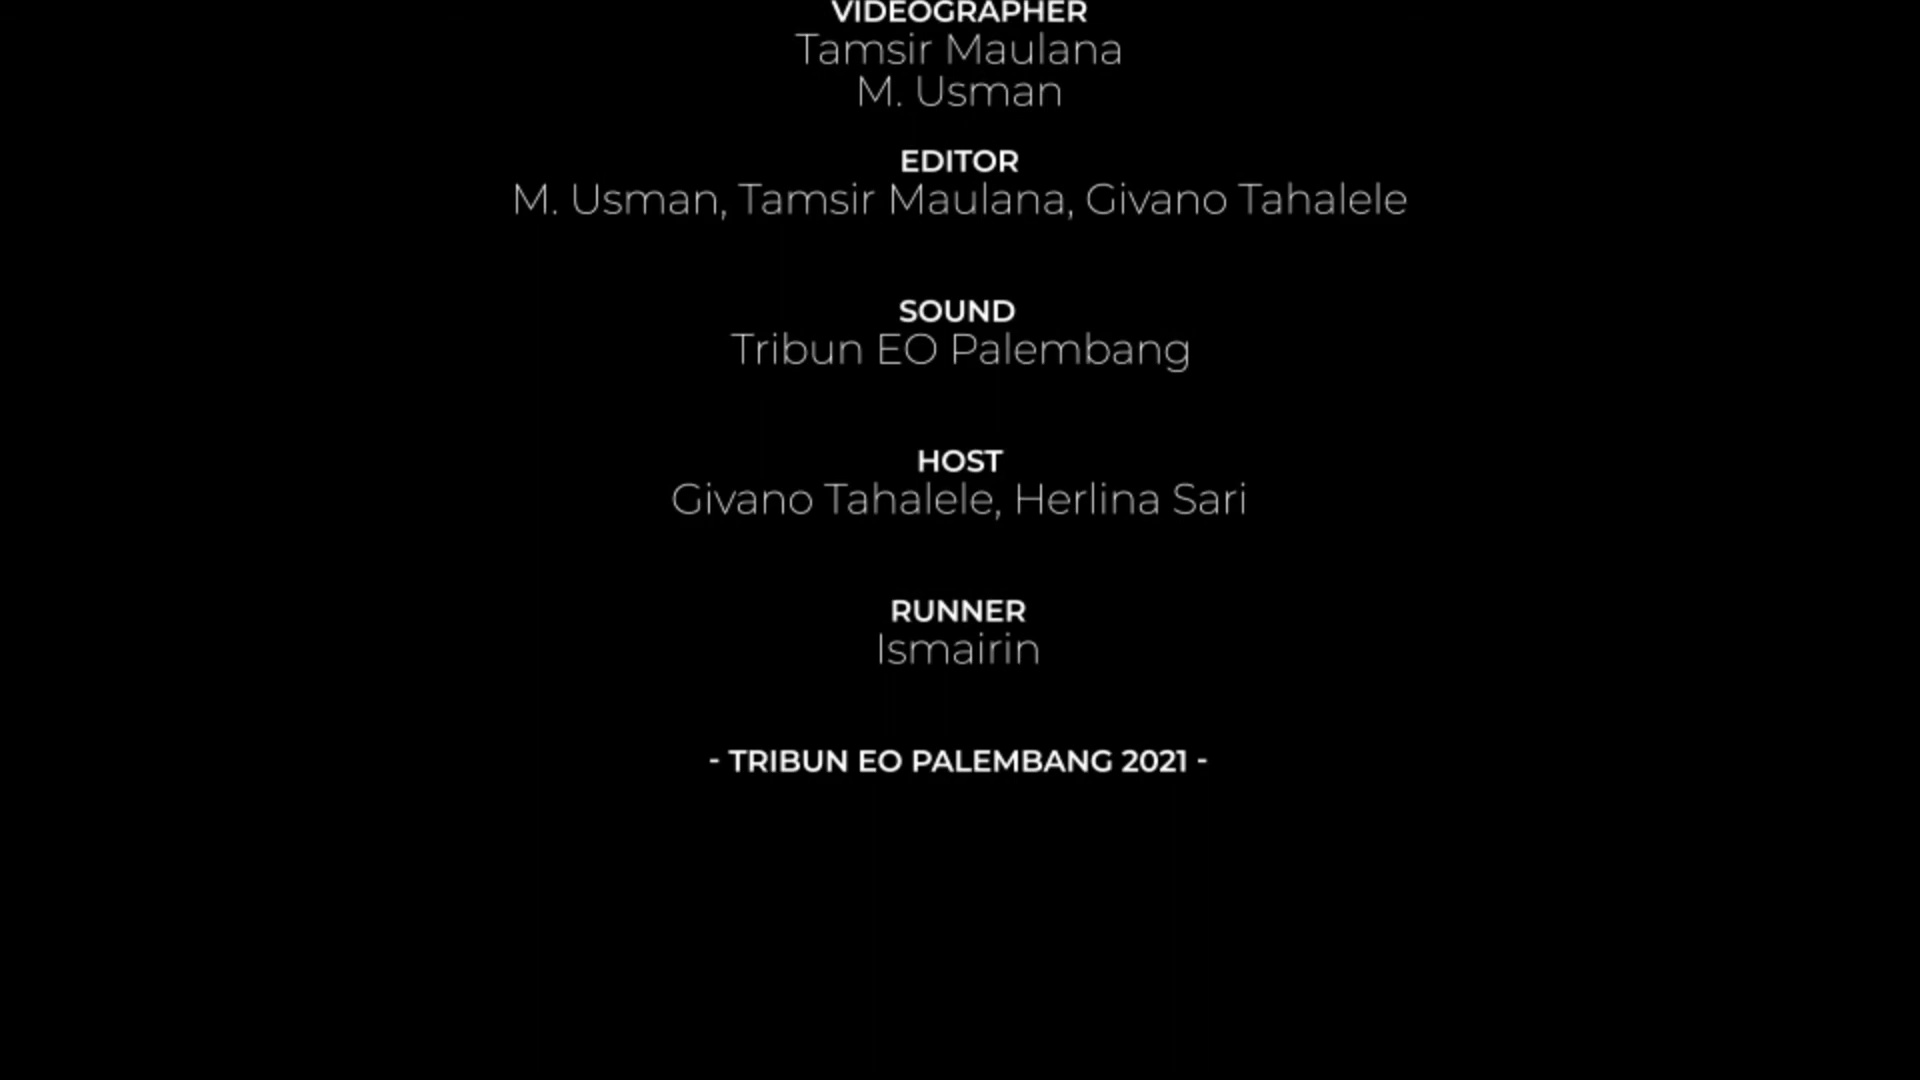 VIDEOGRAPHER
Tamsir Maulana
M. Usman
EDITOR
M. Usman, Tamsir Maulana, Givano Tahalele
SOUND
Tribun EO Palembang
HOST
Givano Tahalele, Herlina Sari
RUNNER
Ismairin
- TRIBUN EO PALEMBANG 2021 -